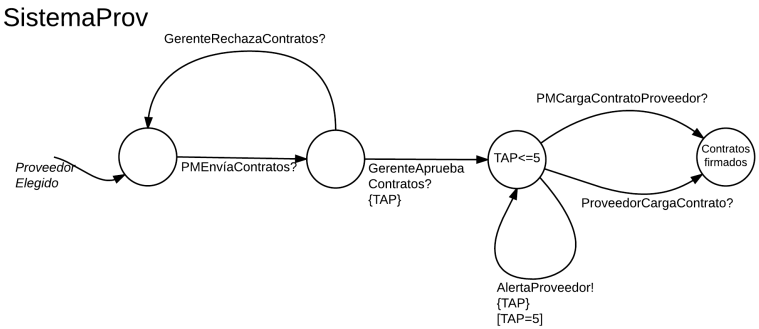 SistemaProv
GerenteRechazaContratos?
Proveedor
Elegido
PMEnvíaContratos?
GerenteAprueba
Contratos?
{TAP}
TAP<=5
PMCargaContratoProveedor?
Contratos
firmados
ProveedorCargaContrato?
AlertaProveedor!
{TAP}
[TAP=5]